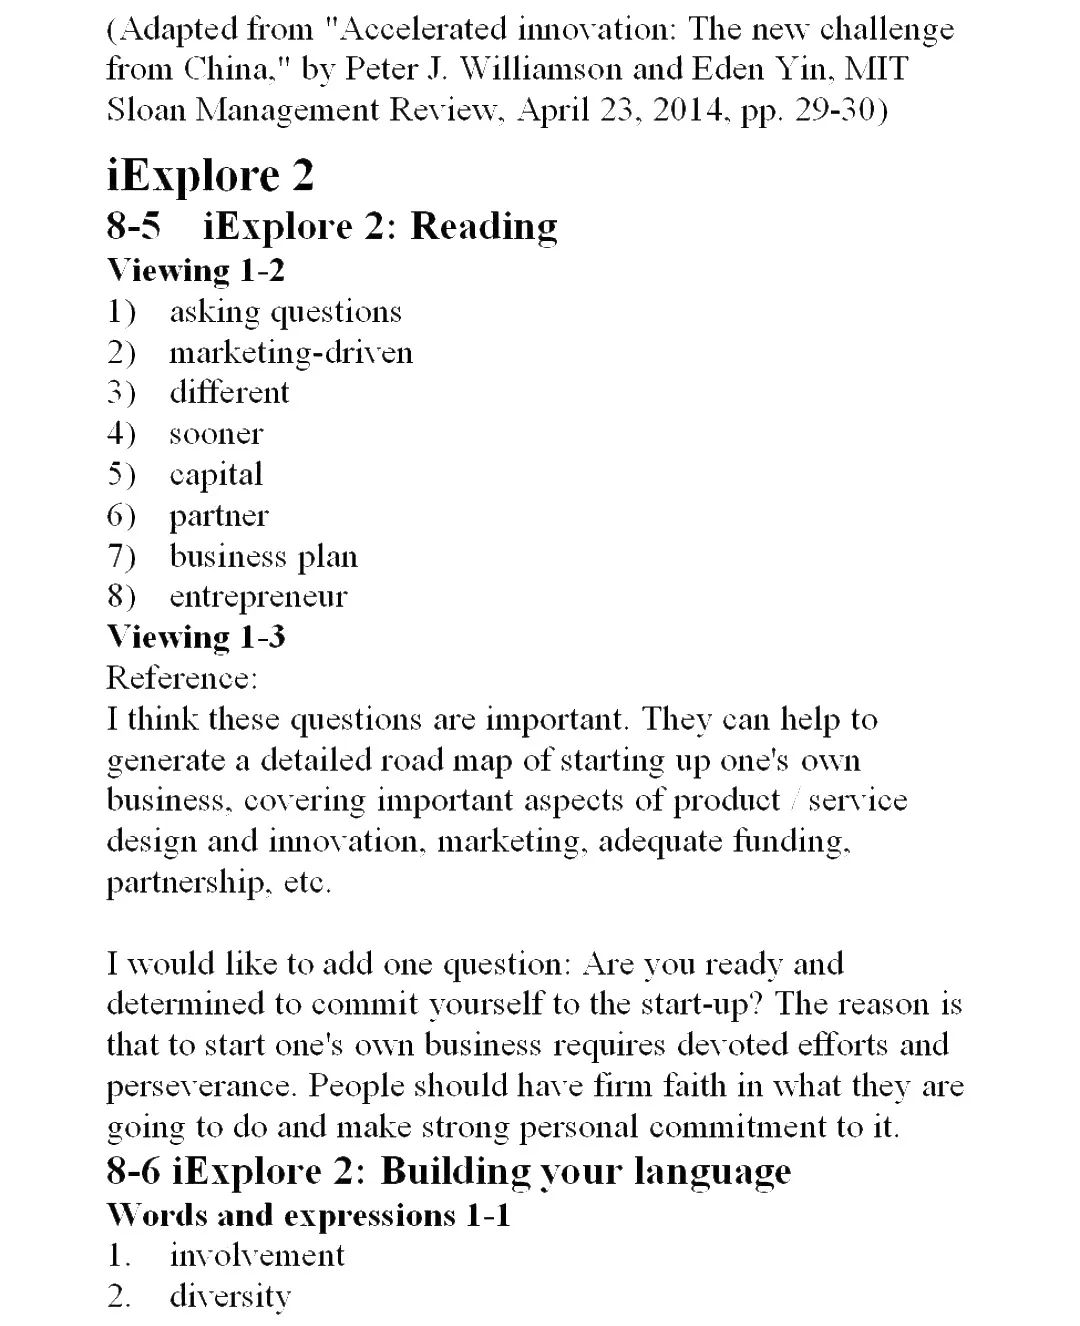 (Adapted from "Accelerated innovation: The new challenge
from China," by Peter J. Williamson and Eden Yin, MIT
Sloan Management Review, April 23, 2014, pp. 29-30)
iExplore 2
8-5 iExplore 2: Reading
Viewing 1-2
1) asking questions
2) marketing-driven
3) different
4) sooner
5) capital
6) partner
7) business plan
8) entrepreneur
Viewing 1-3
Reference:
I think these questions are important. They can help to
generate a detailed road map of starting up one's own
business, covering important aspects of product / service
design and innovation, marketing, adequate funding,
partnership, etc.
I would like to add one question: Are you ready and
determined to commit yourself to the start-up? The reason is
that to start one's own business requires devoted efforts and
perseverance. People should have firm faith in what they are
going to do and make strong personal commitment to it.
8-6 iExplore 2: Building your language
Words and expressions 1-1
1. involvement
2. diversity